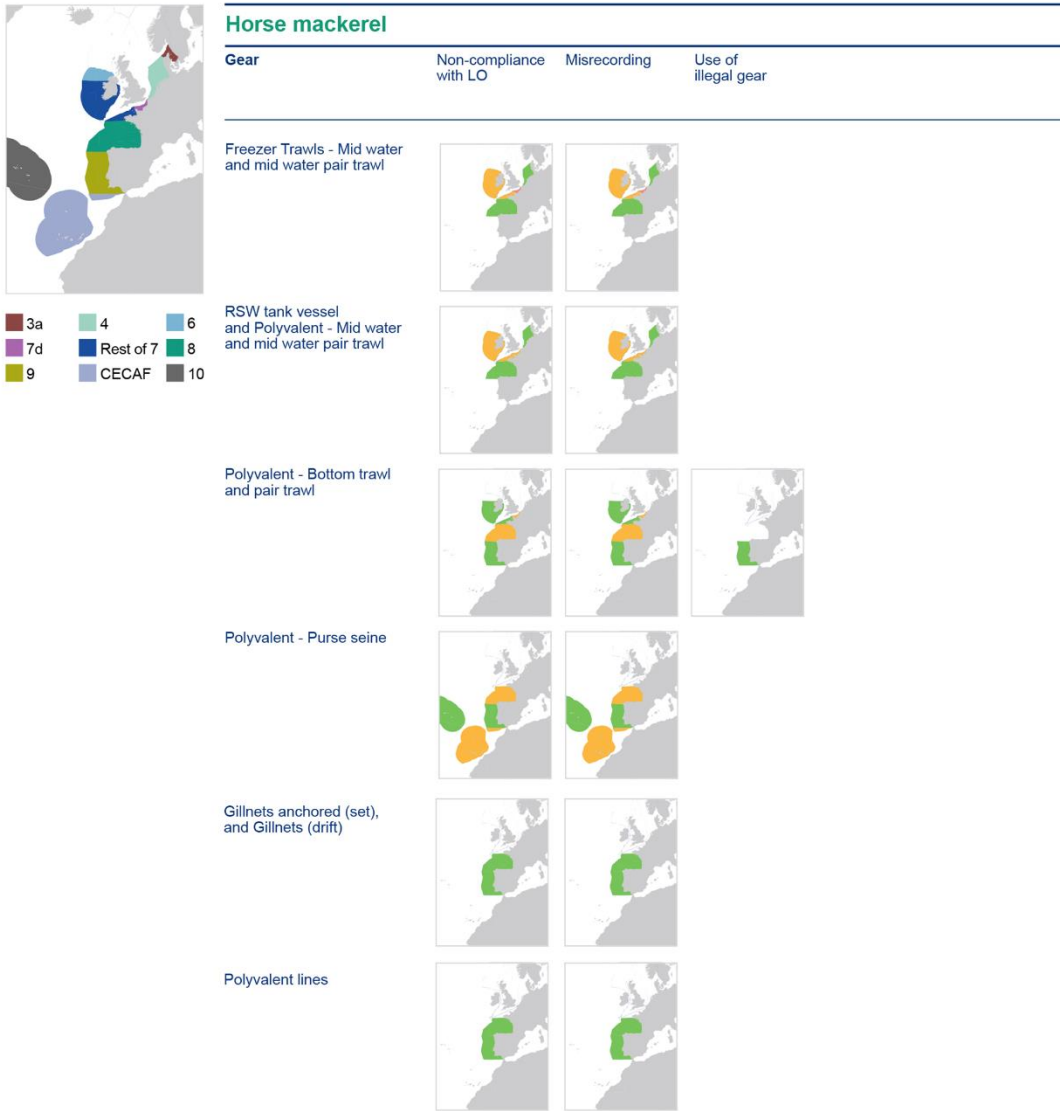 Horse mackerel
Gear
Non-compliance
with LO
Misrecording
Use of
illegal gear
3a
4
6
7d
Rest of 7
8
9
CECAF
10
Freezer Trawls - Mid water
and mid water pair trawl
RSW tank vessel
and Polyvalent - Mid water
and mid water pair trawl
Polyvalent - Bottom trawl
and pair trawl
Polyvalent - Purse seine
Gillnets anchored (set),
and Gillnets (drift)
Polyvalent lines